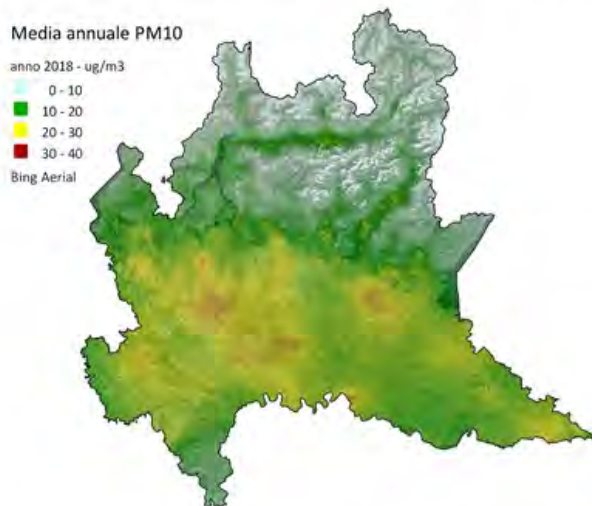 Media annuale PM10
anno 2018 - ug/m3
0 - 10
10 - 20
20 - 30
30 - 40
Bing Aerial